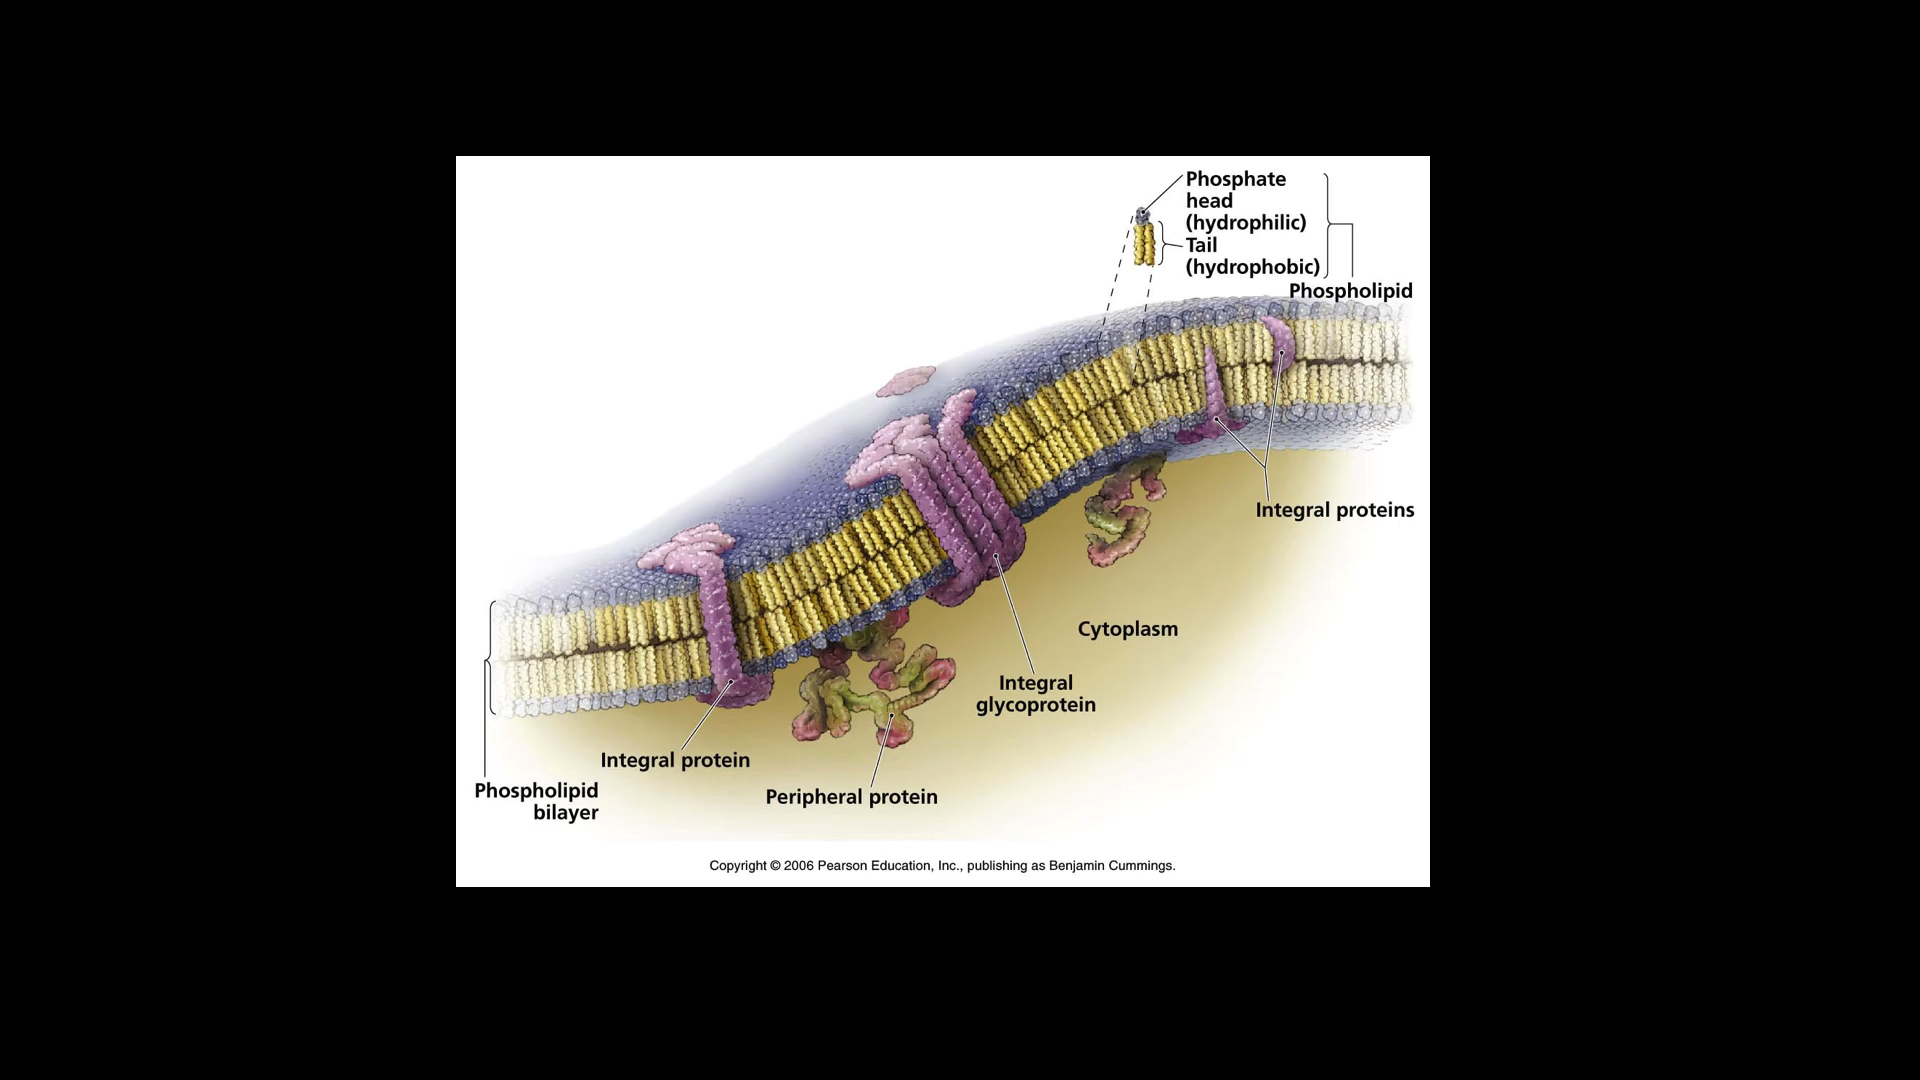 Phosphate
head
(hydrophilic)
Tail
(hydrophobic)
Phospholipid
Integral proteins
Cytoplasm
Integral
glycoprotein
Integral protein
Phospholipid
bilayer
Peripheral protein
Copyright © 2006 Pearson Education, Inc., publishing as Benjamin Cummings.